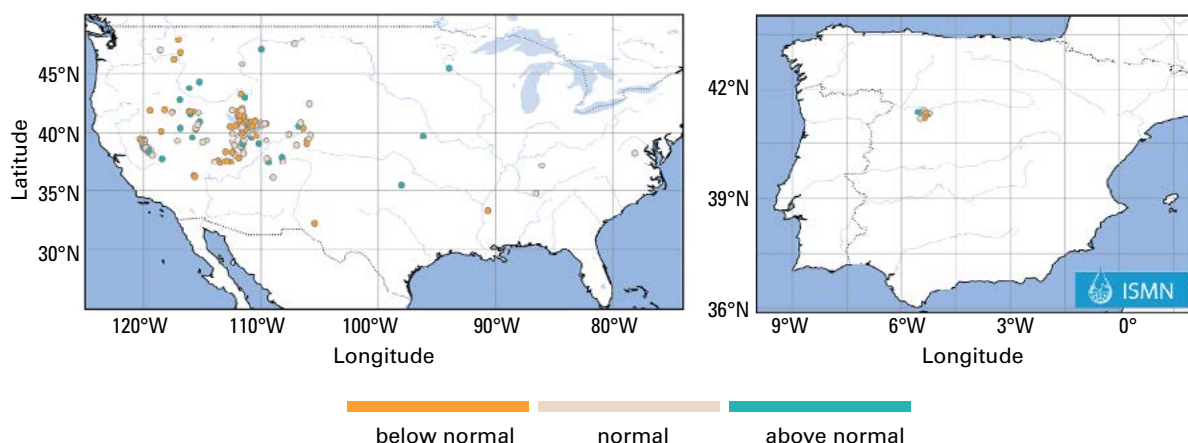 45°N
40°N
35°N
30°N
Latitude
120°W 110°W 100°W 90°W 80°W
Longitude
42°N
39°N
36°N
9°W 6°W 3°W 0°
Longitude
ISMN
below normal normal above normal